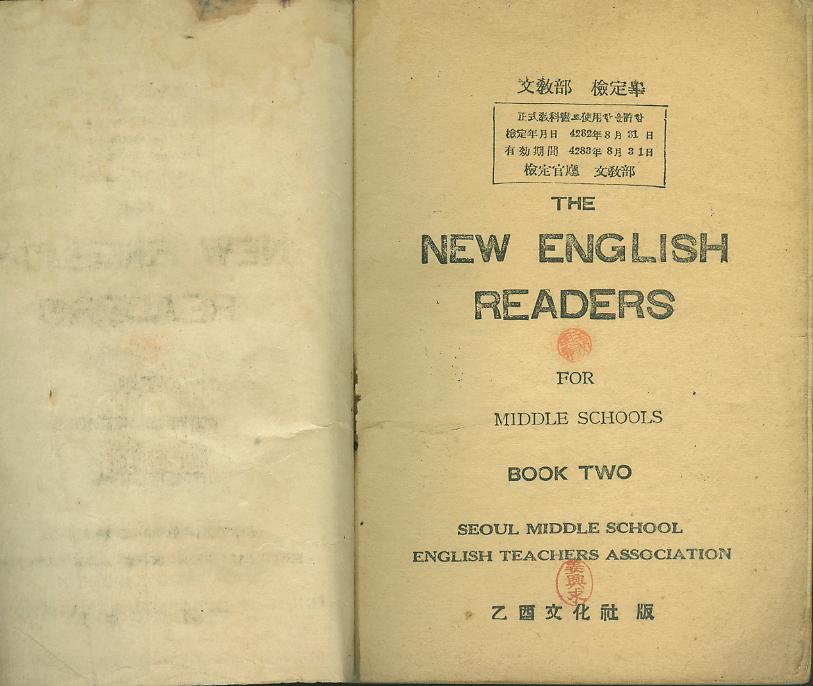 文敎部 檢定畢
正式敎科書로使用함을許함
檢定年月日 4282年8月31日
有効期間 4283年8月31日
檢定官廳 文敎部
THE
NEW ENGLISH
READERS
FOR
MIDDLE SCHOOLS
BOOK TWO
SEOUL MIDDLE SCHOOL
ENGLISH TEACHERS ASSOCIATION
乙酉文化社版